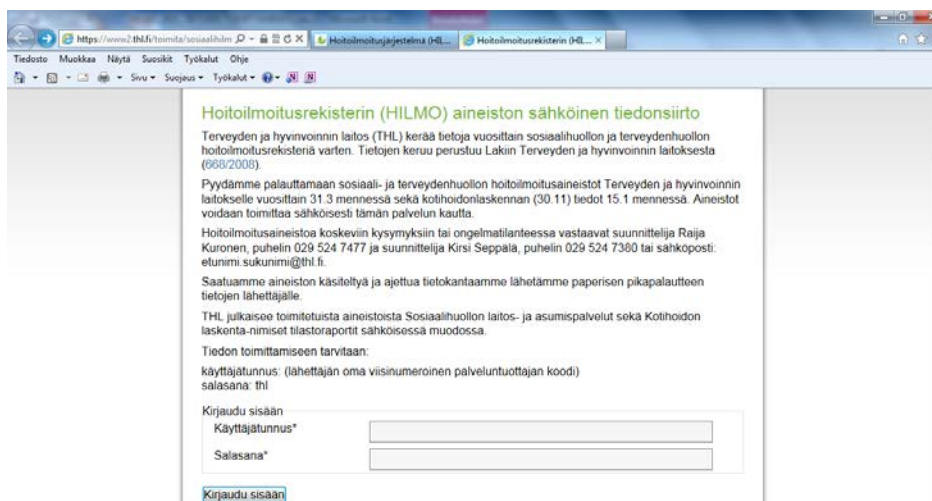 https://www2.thl.fi/toimita/sosiaalihilm
Hoitoilmoitusjärjestelmä (HIL...
Hoitoilmoitusrekisterin (HIL...
Tiedosto Muokkaa Näytä Suosikit Työkalut Ohje
Sivu Suojaus Työkalut
Hoitoilmoitusrekisterin (HILMO) aineiston sähköinen tiedonsiirto
Terveyden ja hyvinvoinnin laitos (THL) kerää tietoja vuosittain sosiaalihuollon ja terveydenhuollon
hoitoilmoitusrekisteriä varten. Tietojen keruu perustuu Lakiin Terveyden ja hyvinvoinnin laitoksesta
(668/2008).
Pyydämme palauttamaan sosiaali- ja terveydenhuollon hoitoilmoitusaineistot Terveyden ja hyvinvoinnin
laitokselle vuosittain 31.3 mennessä sekä kotihoidonlaskennan (30.11) tiedot 15.1 mennessä. Aineistot
voidaan toimittaa sähköisesti tämän palvelun kautta.
Hoitoilmoitusaineistoa koskeviin kysymyksiin tai ongelmatilanteessa vastaavat suunnittelija Raija
Kuronen, puhelin 029 524 7477 ja suunnittelija Kirsi Seppälä, puhelin 029 524 7380 tai sähköposti:
etunimi.sukunimi@thl.fi.
Saatuamme aineiston käsiteltyä ja ajettua tietokantaamme lähetämme paperisen pikapalautteen
tietojen lähettäjälle.
THL julkaisee toimitetuista aineistoista Sosiaalihuollon laitos- ja asumispalvelut sekä Kotihoidon
laskenta-nimiset tilastoraportit sähköisessä muodossa.
Tiedon toimittamiseen tarvitaan:
käyttäjätunnus: (lähettäjän oma viisinumeroinen palveluntuottajan koodi)
salasana: thl
Kirjaudu sisään
Käyttäjätunnus*
Salasana*
Kirjaudu sisään